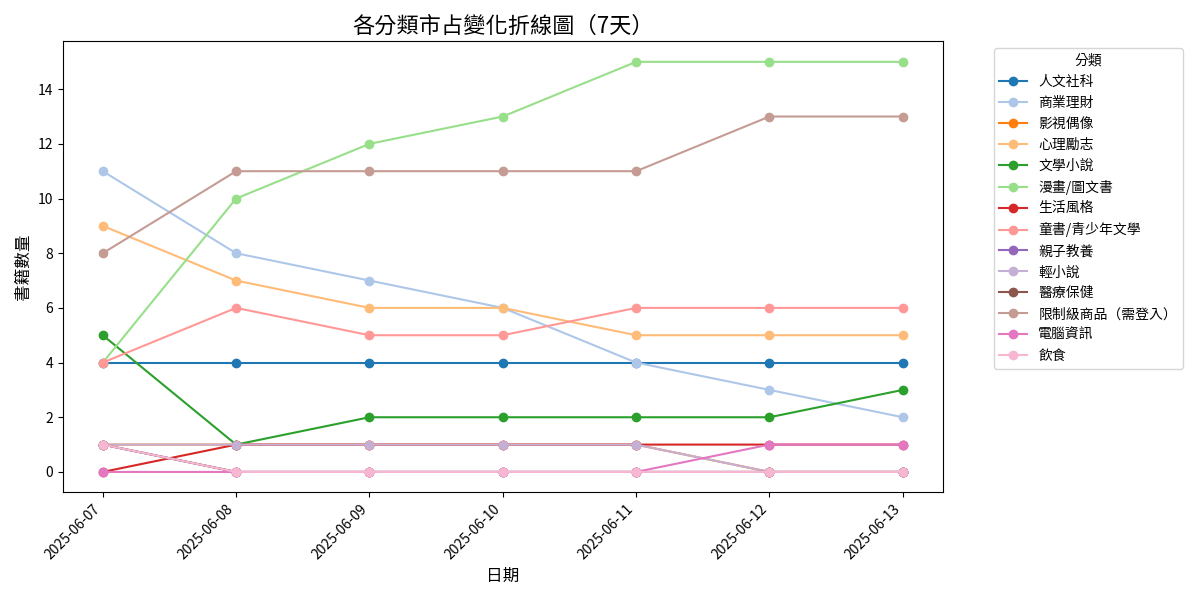 各分類市占變化折線圖（7天）
書籍數量
14
12
10
8
6
4
2
0
2025-06-07
2025-06-08
2025-06-09
2025-06-10
2025-06-11
2025-06-12
2025-06-13
日期
分類
人文社科
商業理財
影視偶像
心理勵志
文學小說
漫畫/圖文書
生活風格
童書/青少年文學
親子教養
輕小說
醫療保健
限制級商品（需登入）
電腦資訊
飲食